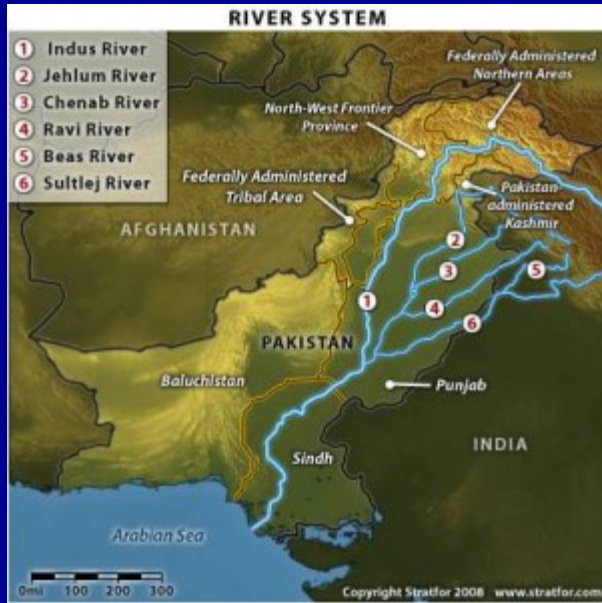 RIVER SYSTEM
1 Indus River
2 Jehlum River
3 Chenab River
4 Ravi River
5 Beas River
6 Sultlej River
Federally Administered
Northern Areas
North-West Frontier
Province
Federally Administered
Tribal Area
Pakistan
administered
Kashmir
AFGHANISTAN
2
3
5
1
4
6
PAKISTAN
Baluchistan
Punjab
INDIA
Sindh
Arabian Sea
0mi 100 200 300
Copyright Stratfor 2008 www.stratfor.com